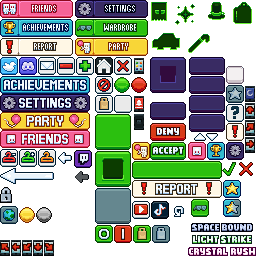 FRIENDS
SETTINGS
ACHIEVEMENTS
WARDROBE
REPORT
PARTY
ACHIEVEMENTS
SETTINGS
PARTY
FRIENDS
DENY
ACCEPT
REPORT
SPACE BOUND
LIGHT STRIKE
CRYSTAL RUSH